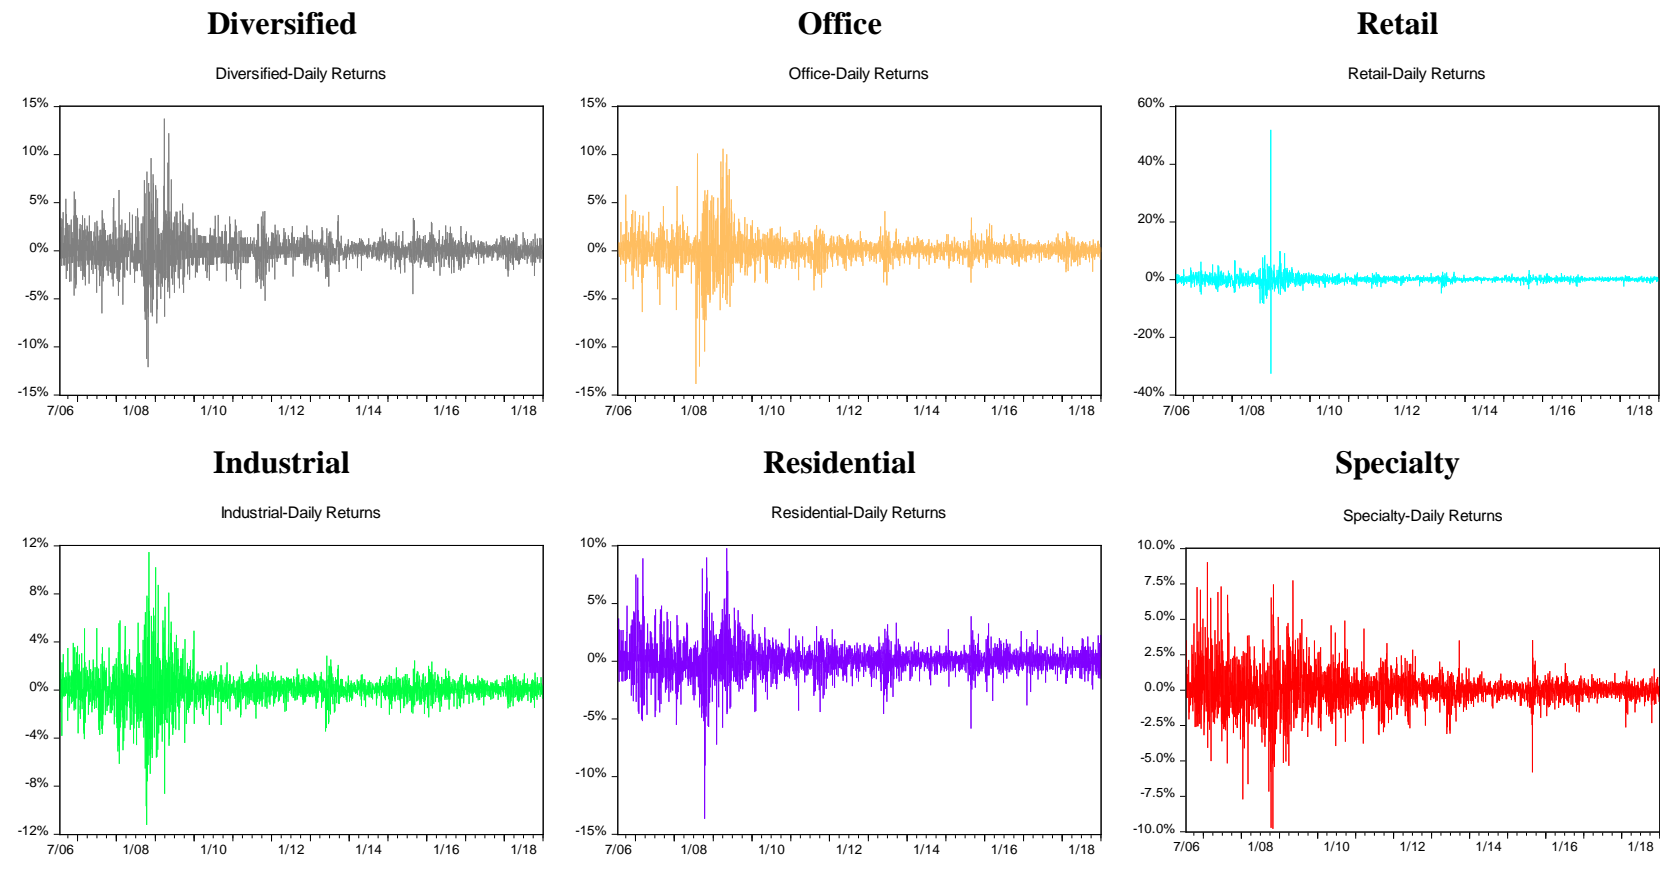 Diversified
Diversified-Daily Returns
15%
10%
5%
0%
-5%
-10%
-15%
7/06 1/08 1/10 1/12 1/14 1/16 1/18
Office
Office-Daily Returns
15%
10%
5%
0%
-5%
-10%
-15%
7/06 1/08 1/10 1/12 1/14 1/16 1/18
Retail
Retail-Daily Returns
60%
40%
20%
0%
-20%
-40%
7/06 1/08 1/10 1/12 1/14 1/16 1/18
Industrial
Industrial-Daily Returns
12%
8%
4%
0%
-4%
-8%
-12%
7/06 1/08 1/10 1/12 1/14 1/16 1/18
Residential
Residential-Daily Returns
10%
5%
0%
-5%
-10%
-15%
7/06 1/08 1/10 1/12 1/14 1/16 1/18
Specialty
Specialty-Daily Returns
10.0%
7.5%
5.0%
2.5%
0.0%
-2.5%
-5.0%
-7.5%
-10.0%
7/06 1/08 1/10 1/12 1/14 1/16 1/18